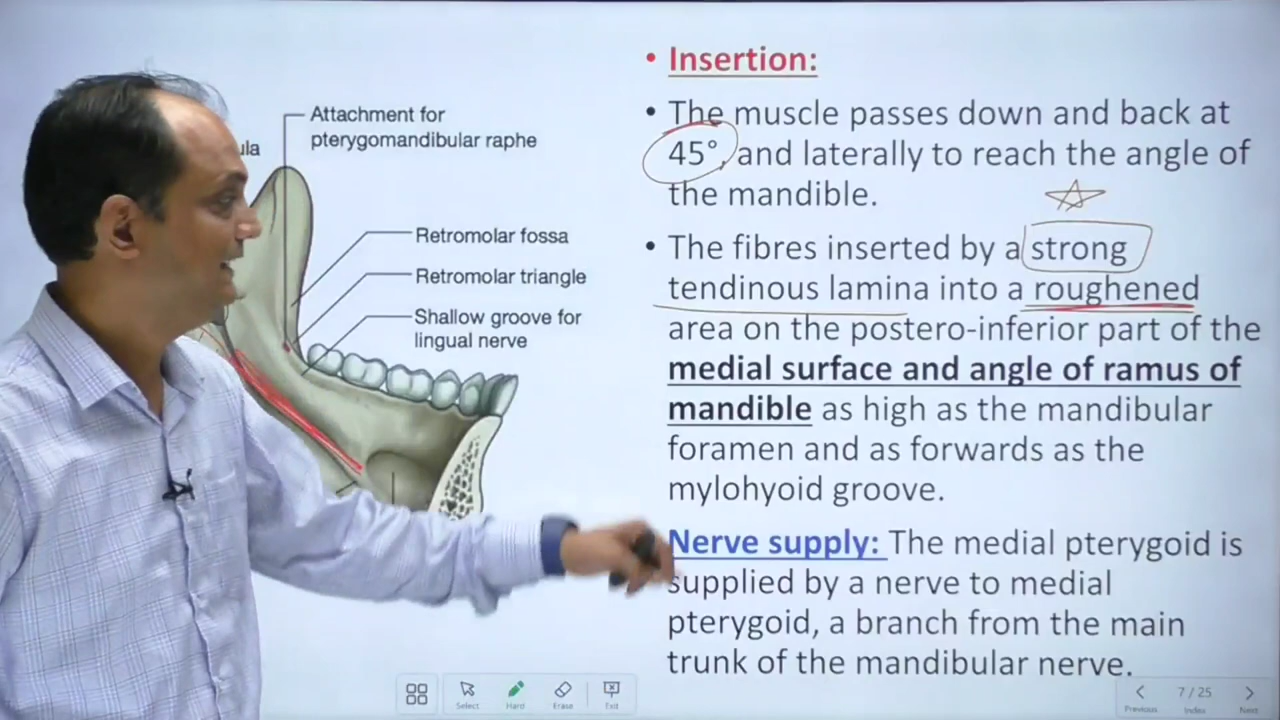 Attachment for
pterygomandibular raphe
ula
Retromolar fossa
Retromolar triangle
Shallow groove for
lingual nerve
• Insertion:
• The muscle passes down and back at
45°, and laterally to reach the angle of
the mandible.
• The fibres inserted by a strong
tendinous lamina into a roughened
area on the postero-inferior part of the
medial surface and angle of ramus of
mandible as high as the mandibular
foramen and as forwards as the
mylohyoid groove.
Nerve supply: The medial pterygoid is
supplied by a nerve to medial
pterygoid, a branch from the main
trunk of the mandibular nerve.
Select
Hard
Erase
Exit
7 / 25
Previous
Index
Next